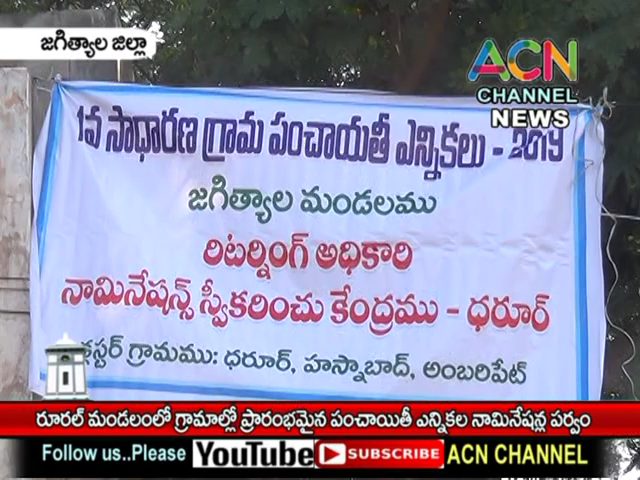 జగిత్యాల జిల్లా
ACN
CHANNEL
NEWS
1వ సాధారణ గ్రామ పంచాయతీ ఎన్నికలు - 2019
జగిత్యాల మండలము
రిటర్నింగ్ అధికారి
నామినేషన్స్ స్వీకరించు కేంద్రము - ధరూర్
గ్రామము: ధరూర్, హస్నాబాద్, అంబరిపేట్
రూరల్ మండలంలో గ్రామాల్లో ప్రారంభమైన పంచాయితీ ఎన్నికల నామినేషన్ల పర్వం
Follow us..Please YouTube SUBSCRIBE ACN CHANNEL